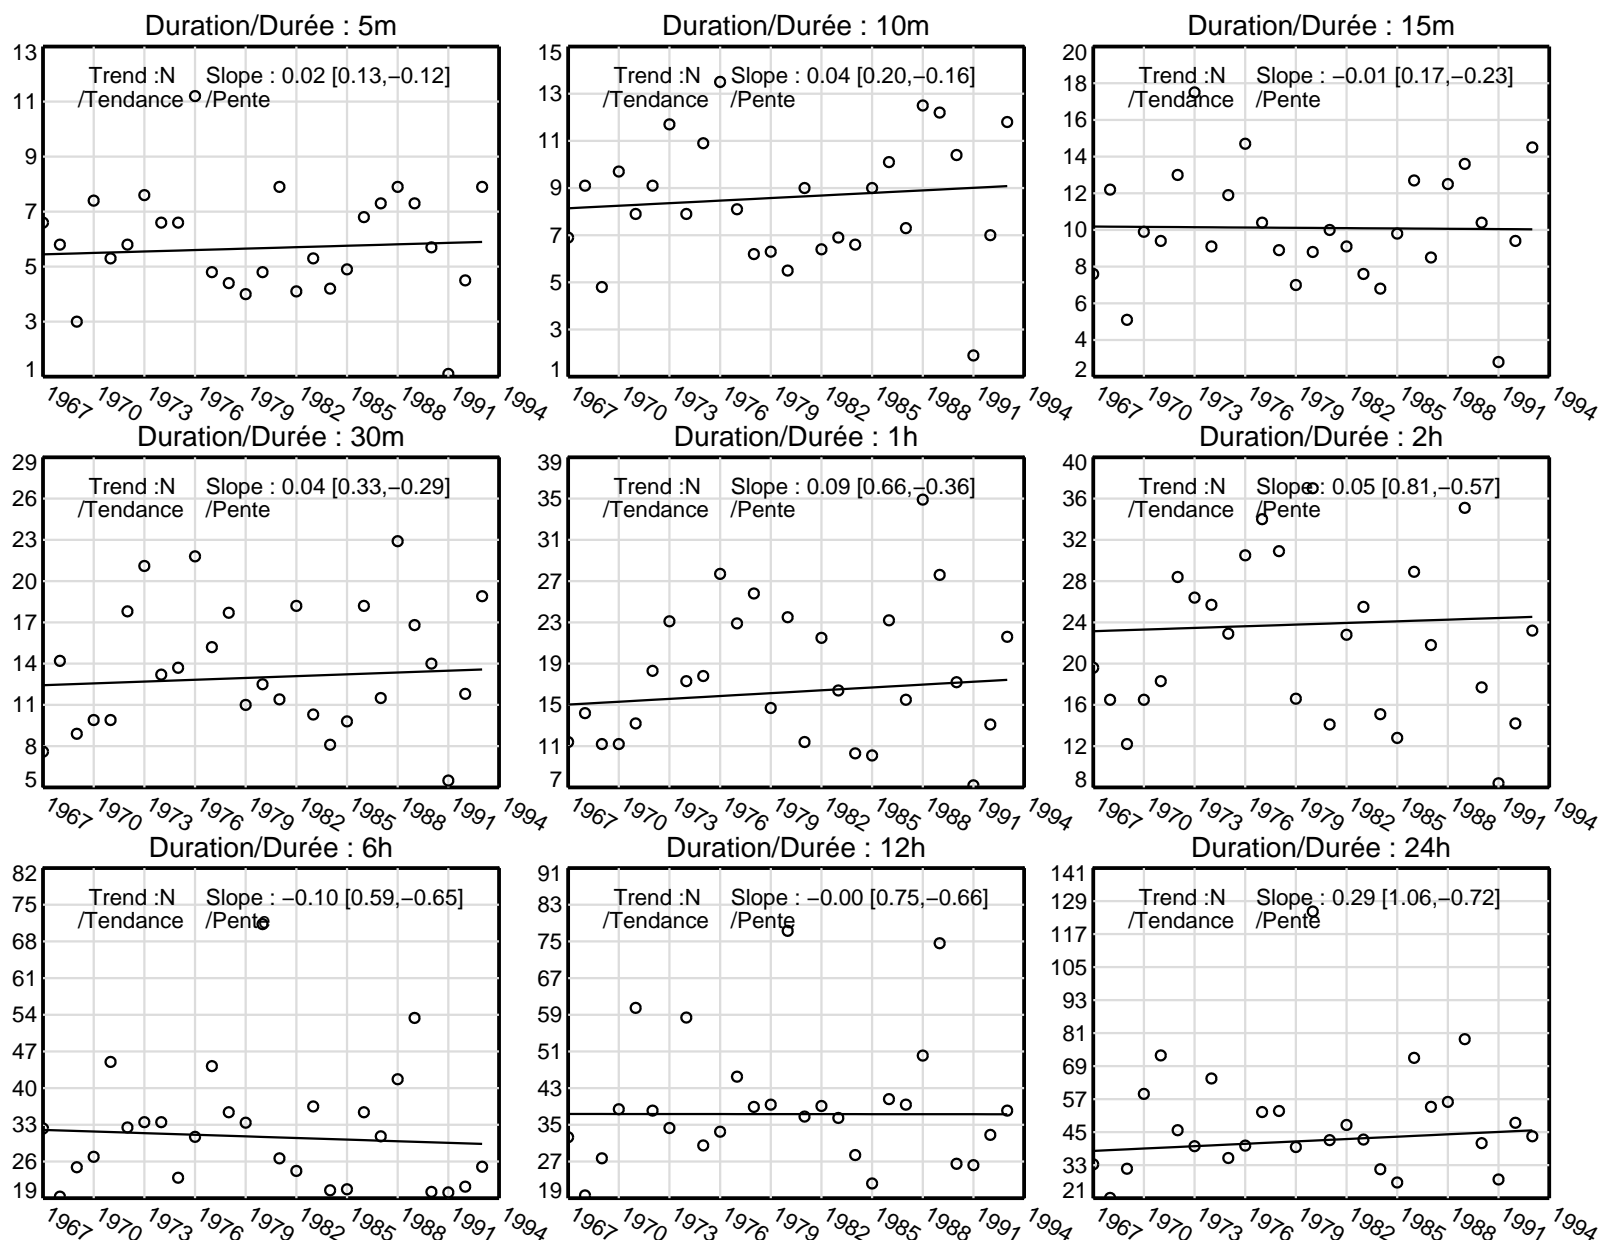 Duration/Durée : 5m
13
11
9
7
5
3
1
Trend :N Slope : 0.02 [0.13,−0.12]
/Tendance /Pente
1967 1970 1973 1976 1979 1982 1985 1988 1991 1994
Duration/Durée : 10m
15
13
11
9
7
5
3
1
Trend :N Slope : 0.04 [0.20,−0.16]
/Tendance /Pente
1967 1970 1973 1976 1979 1982 1985 1988 1991 1994
Duration/Durée : 15m
20
18
16
14
12
10
8
6
4
2
Trend :N Slope : −0.01 [0.17,−0.23]
/Tendance /Pente
1967 1970 1973 1976 1979 1982 1985 1988 1991 1994
Duration/Durée : 30m
29
26
23
20
17
14
11
8
5
Trend :N Slope : 0.04 [0.33,−0.29]
/Tendance /Pente
1967 1970 1973 1976 1979 1982 1985 1988 1991 1994
Duration/Durée : 1h
39
35
31
27
23
19
15
11
7
Trend :N Slope : 0.09 [0.66,−0.36]
/Tendance /Pente
1967 1970 1973 1976 1979 1982 1985 1988 1991 1994
Duration/Durée : 2h
40
36
32
28
24
20
16
12
8
Trend :N Slope : 0.05 [0.81,−0.57]
/Tendance /Pente
1967 1970 1973 1976 1979 1982 1985 1988 1991 1994
Duration/Durée : 6h
82
75
68
61
54
47
40
33
26
19
Trend :N Slope : −0.10 [0.59,−0.65]
/Tendance /Pente
1967 1970 1973 1976 1979 1982 1985 1988 1991 1994
Duration/Durée : 12h
91
83
75
67
59
51
43
35
27
19
Trend :N Slope : −0.00 [0.75,−0.66]
/Tendance /Pente
1967 1970 1973 1976 1979 1982 1985 1988 1991 1994
Duration/Durée : 24h
141
129
117
105
93
81
69
57
45
33
21
Trend :N Slope : 0.29 [1.06,−0.72]
/Tendance /Pente
1967 1970 1973 1976 1979 1982 1985 1988 1991 1994